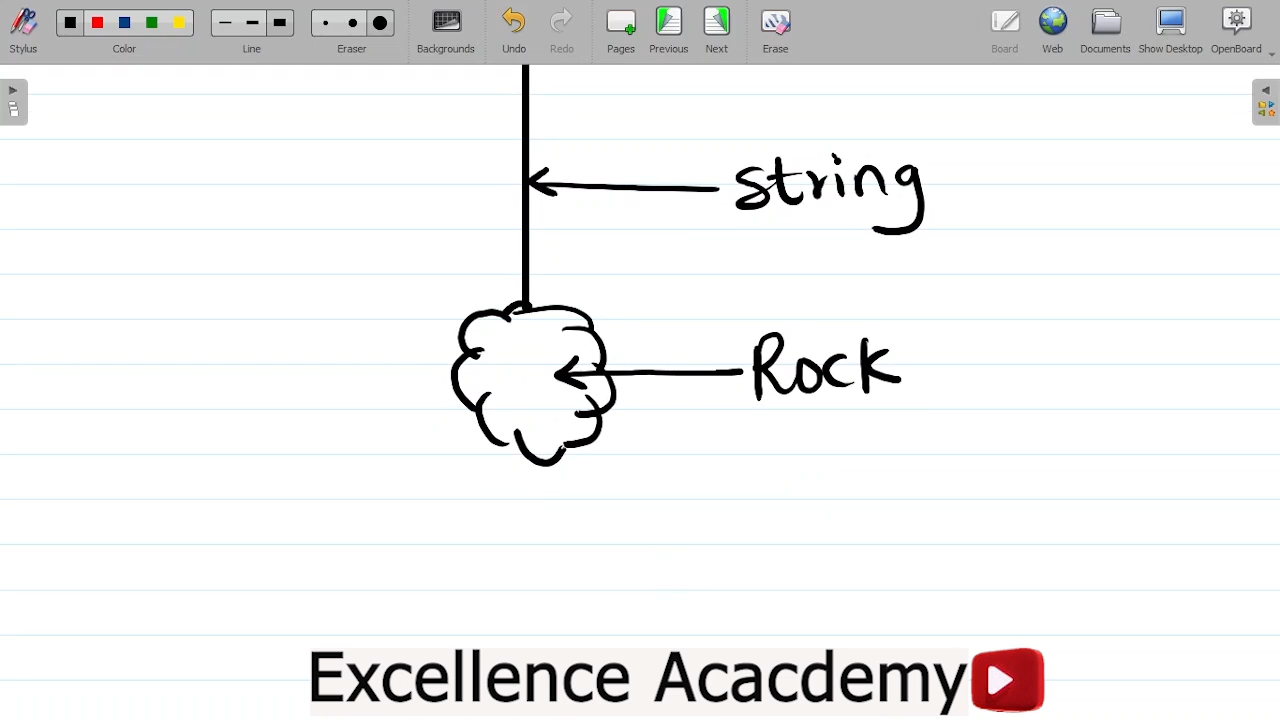 Stylus Color Line Eraser Backgrounds Undo Redo Pages Previous Next Erase Board Web Documents Show Desktop OpenBoard
string
Rock
Excellence Acacdemy